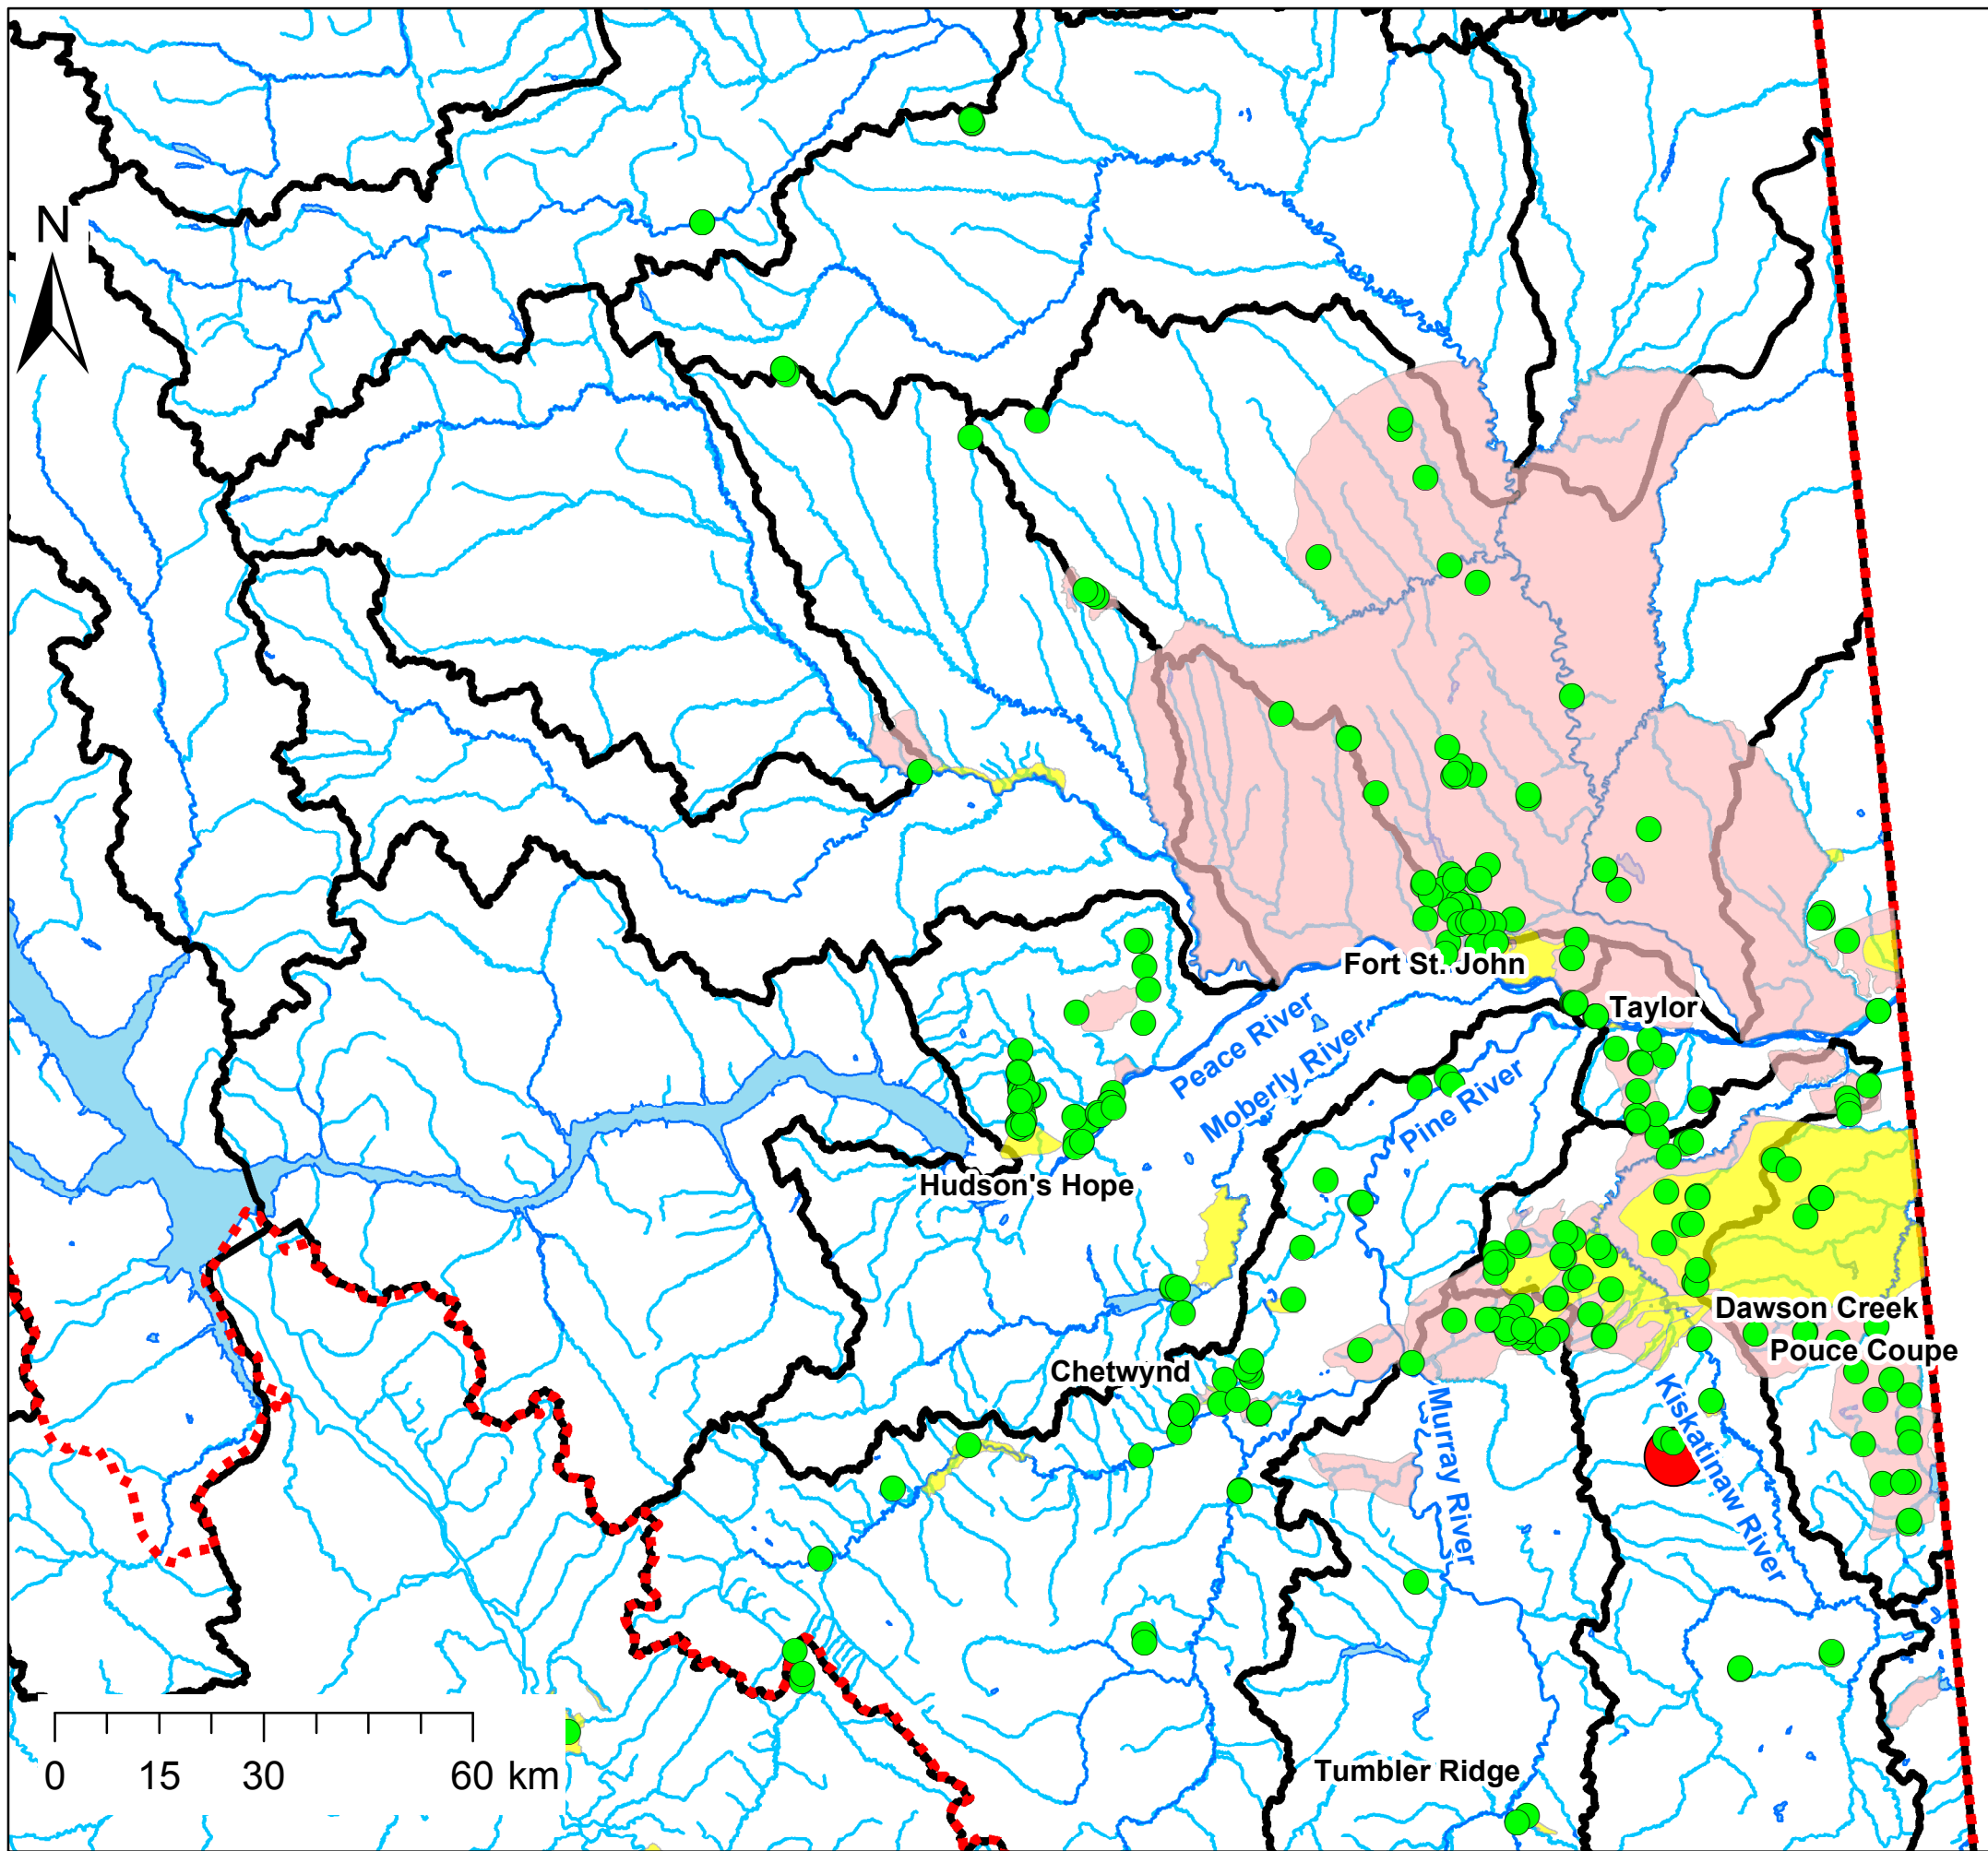 N
Fort St. John
Taylor
Peace River
Moberly River
Pine River
Hudson's Hope
Dawson Creek
Pouce Coupe
Chetwynd
Murray River
Kiskatinaw River
Tumbler Ridge
0 15 30 60 km